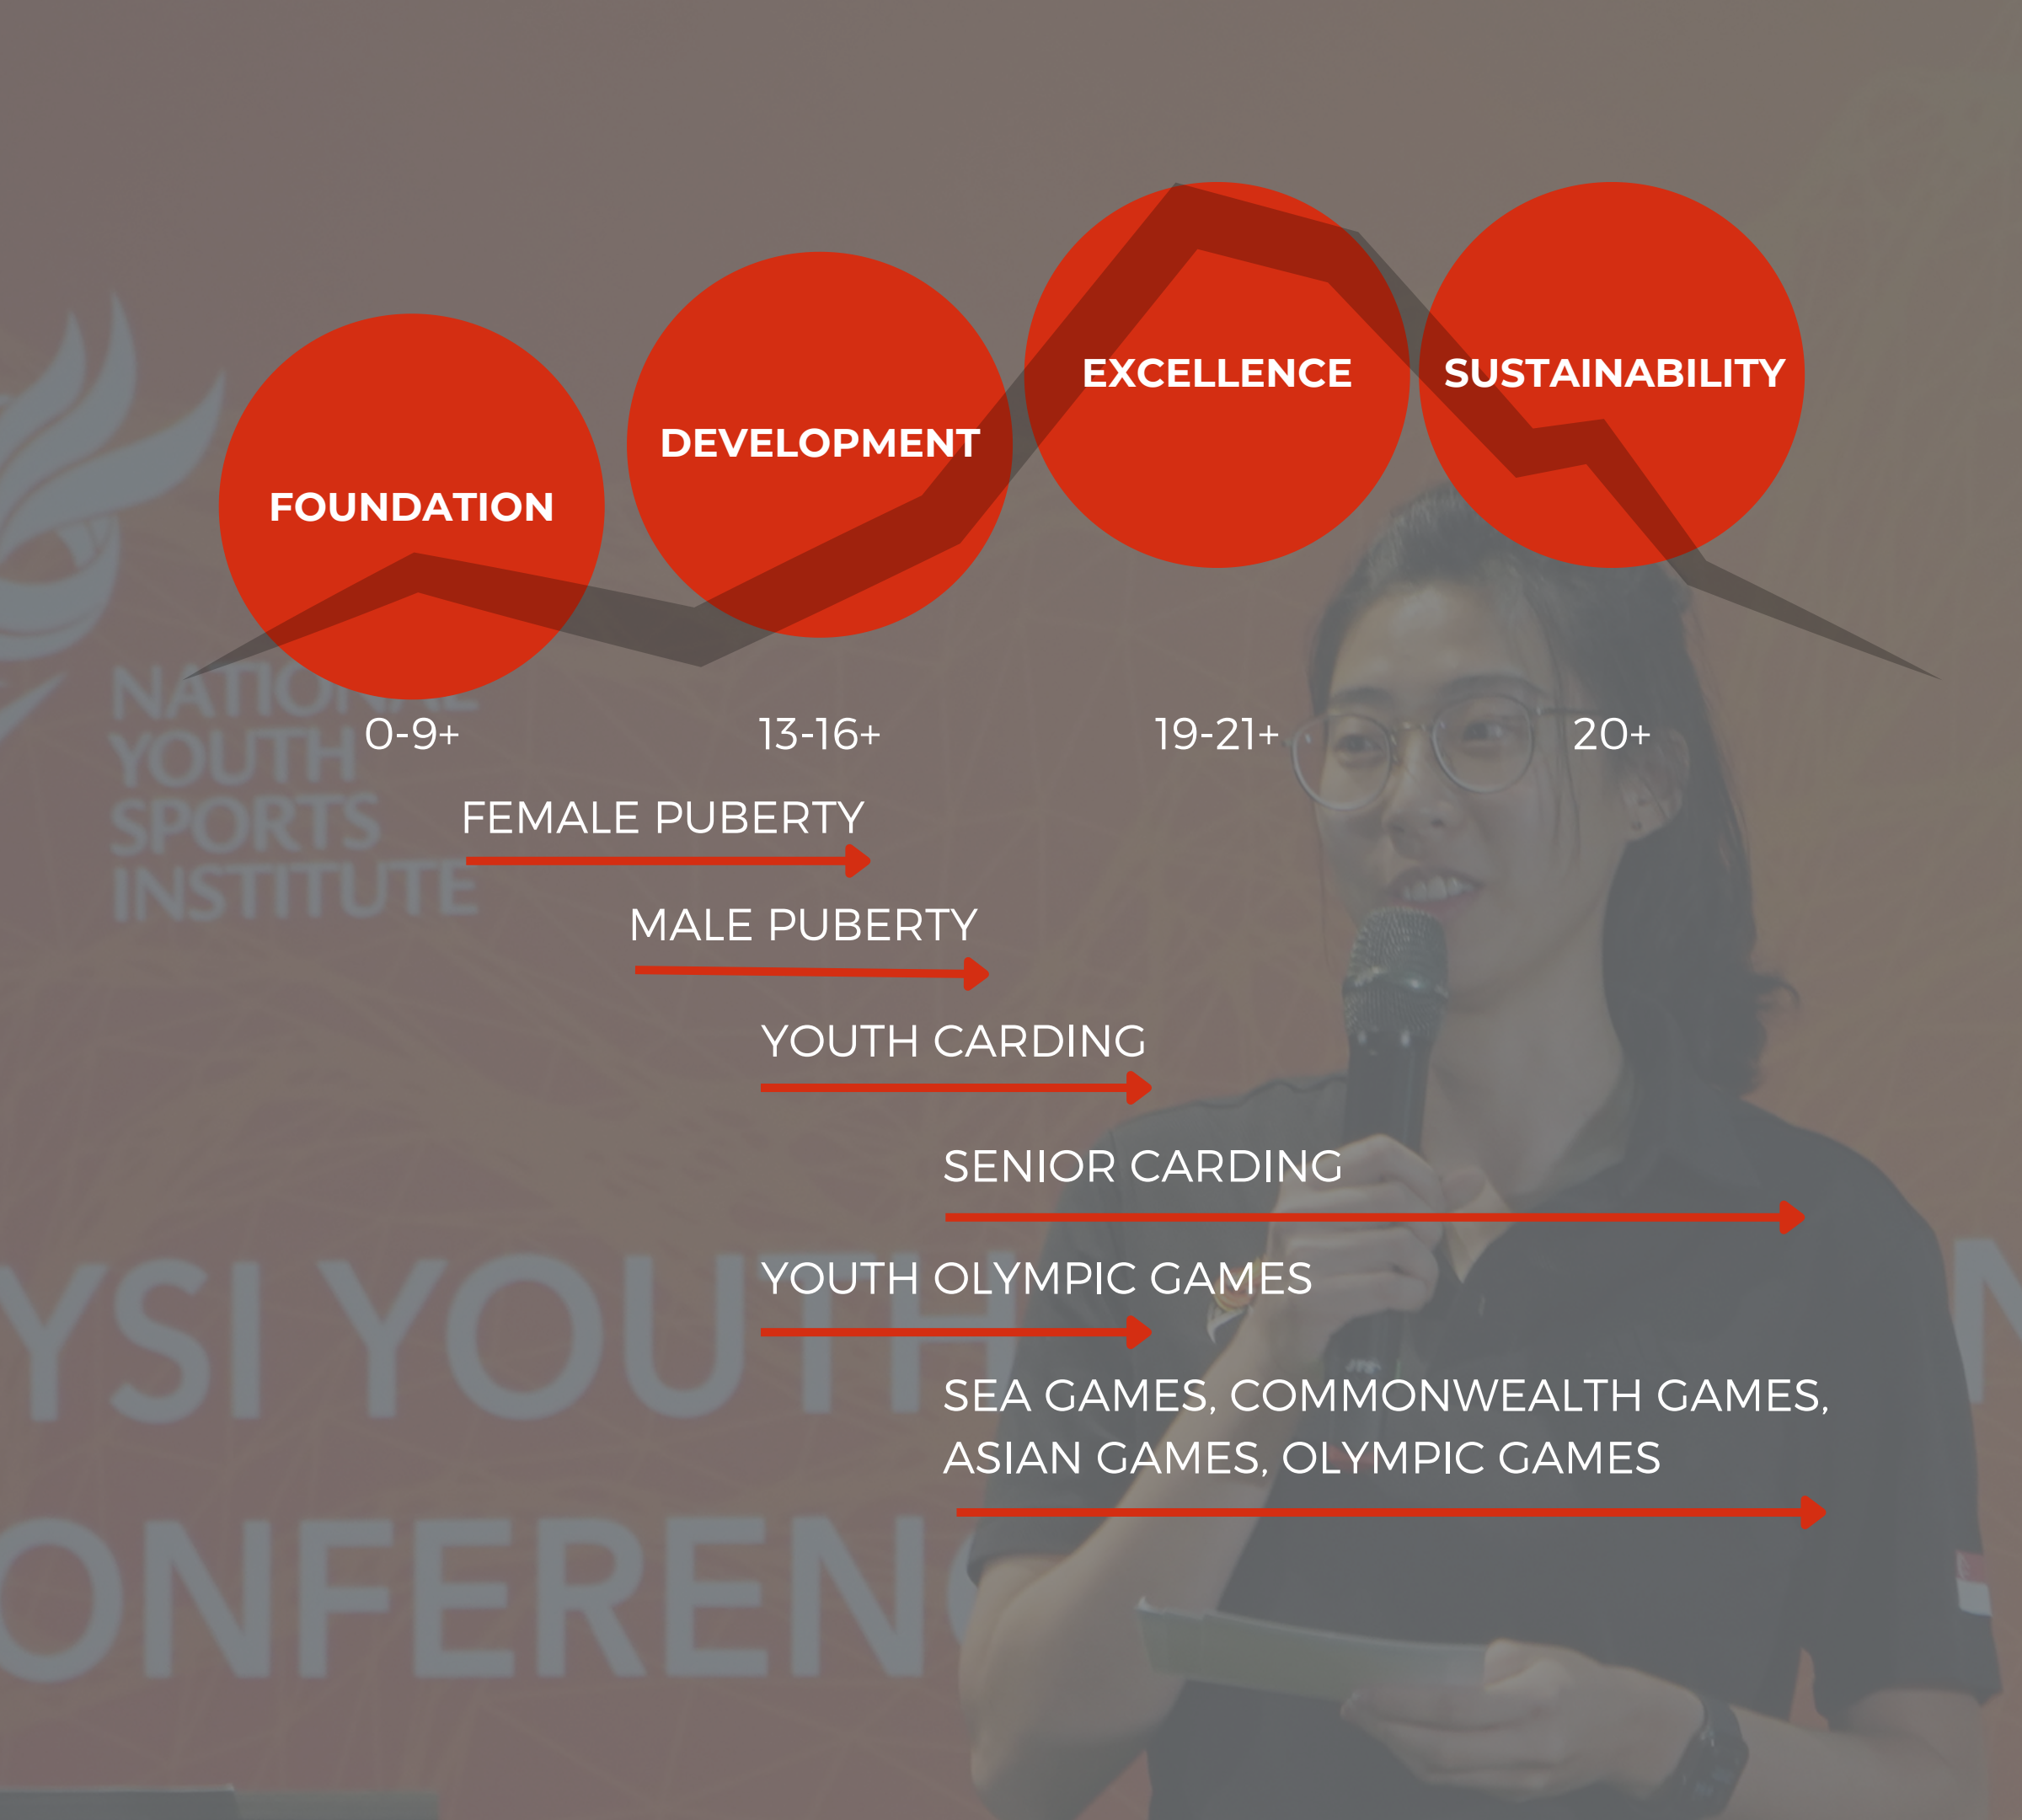 FOUNDATION
DEVELOPMENT
EXCELLENCE
SUSTAINABILITY
0-9+
13-16+
19-21+
20+
FEMALE PUBERTY
MALE PUBERTY
YOUTH CARDING
SENIOR CARDING
YOUTH OLYMPIC GAMES
SEA GAMES, COMMONWEALTH GAMES,
ASIAN GAMES, OLYMPIC GAMES
NATIONAL
YOUTH
SPORTS
INSTITUTE
YSI YOUTH
ONFEREN